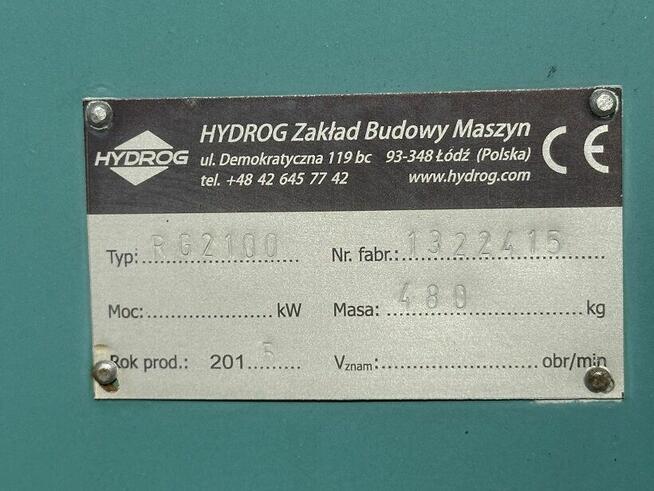 HYDROG
HYDROG Zakład Budowy Maszyn
ul. Demokratyczna 119 bc 93-348 Łódź (Polska)
tel. +48 42 645 77 42 www.hydrog.com
CE
Typ: RG2100 Nr. fabr.: 1322415
Moc: kW Masa: 480 kg
Rok prod.: 2015 Vznam: obr/min